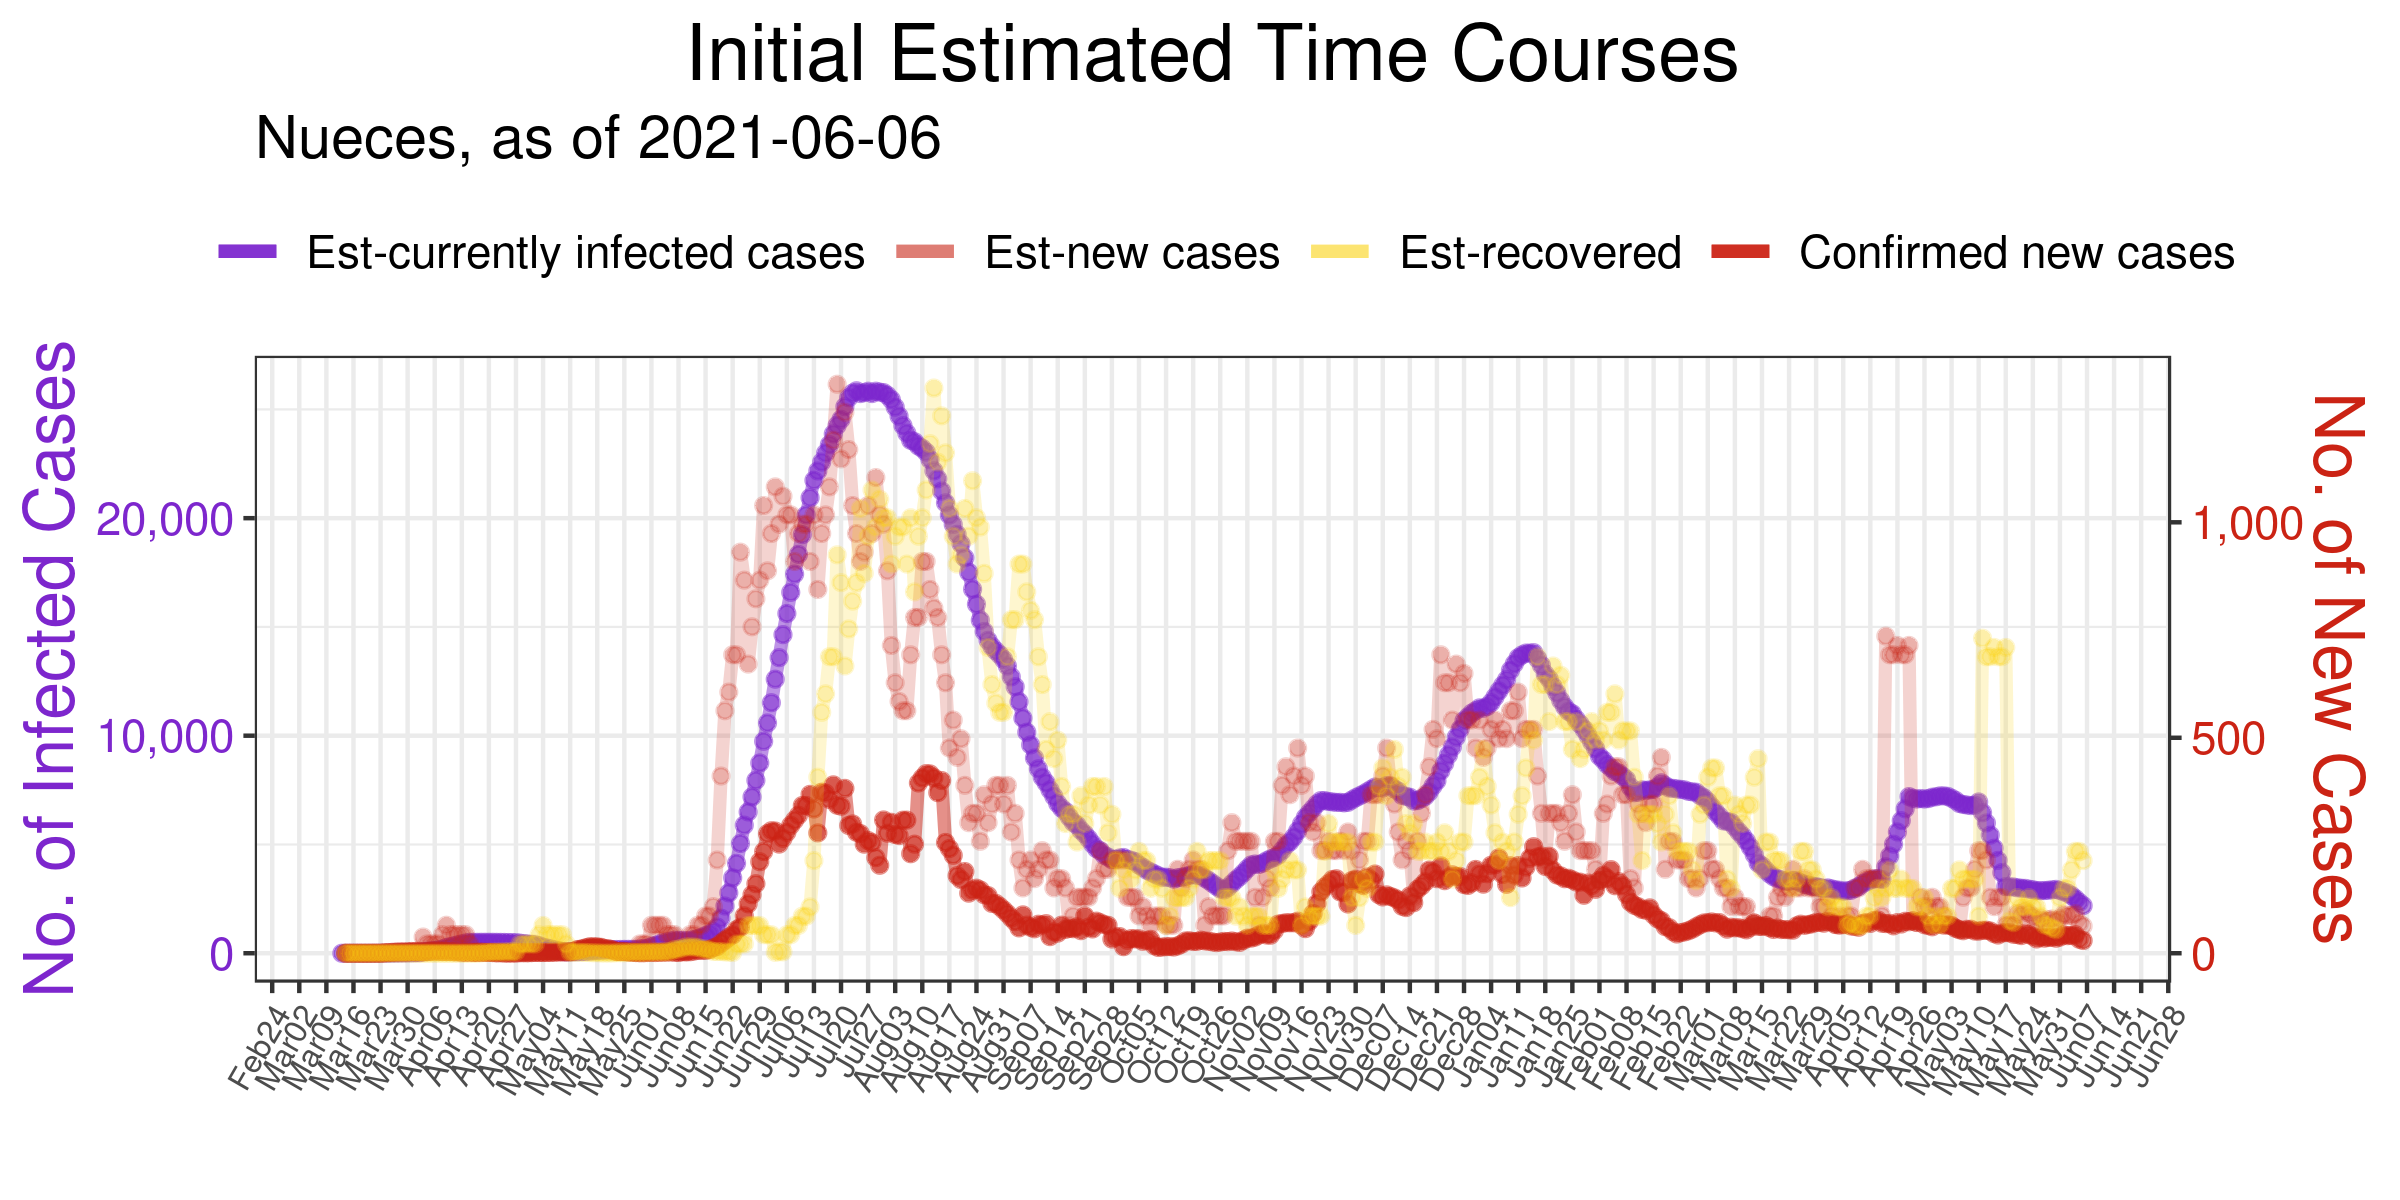 Initial Estimated Time Courses
Nueces, as of 2021-06-06
Est-currently infected cases Est-new cases Est-recovered Confirmed new cases
No. of Infected Cases
20,000
10,000
0
1,000
500
0
No. of New Cases
Feb24 Mar02 Mar09 Mar16 Mar23 Mar30 Apr06 Apr13 Apr20 Apr27 May04 May11 May18 May25 Jun01 Jun08 Jun15 Jun22 Jun29 Jul06 Jul13 Jul20 Jul27 Aug03 Aug10 Aug17 Aug24 Aug31 Sep07 Sep14 Sep21 Sep28 Oct05 Oct12 Oct19 Oct26 Nov02 Nov09 Nov16 Nov23 Nov30 Dec07 Dec14 Dec21 Dec28 Jan04 Jan11 Jan18 Jan25 Feb01 Feb08 Feb15 Feb22 Mar01 Mar08 Mar15 Mar22 Mar29 Apr05 Apr12 Apr19 Apr26 May03 May10 May17 May24 May31 Jun07 Jun14 Jun21 Jun28